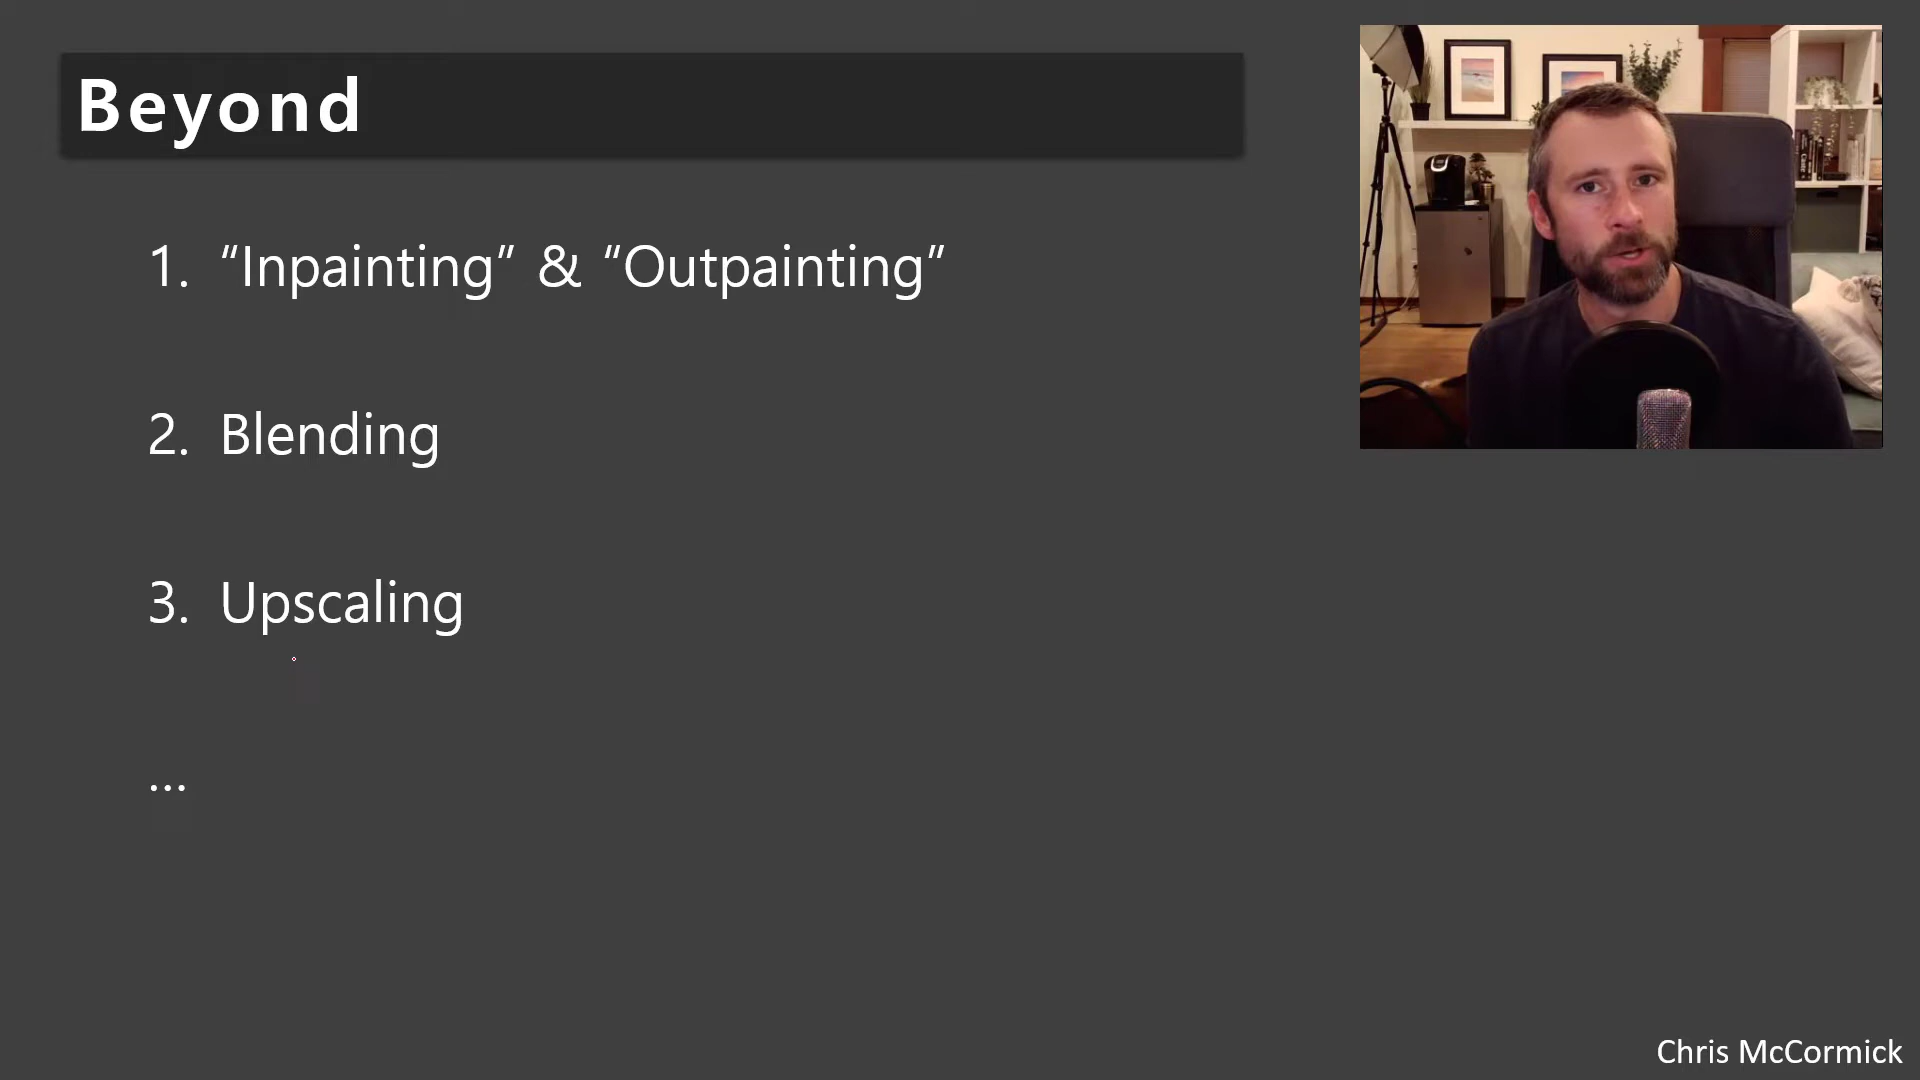 Beyond
1. “Inpainting” & “Outpainting”
2. Blending
3. Upscaling
...
Chris McCormick